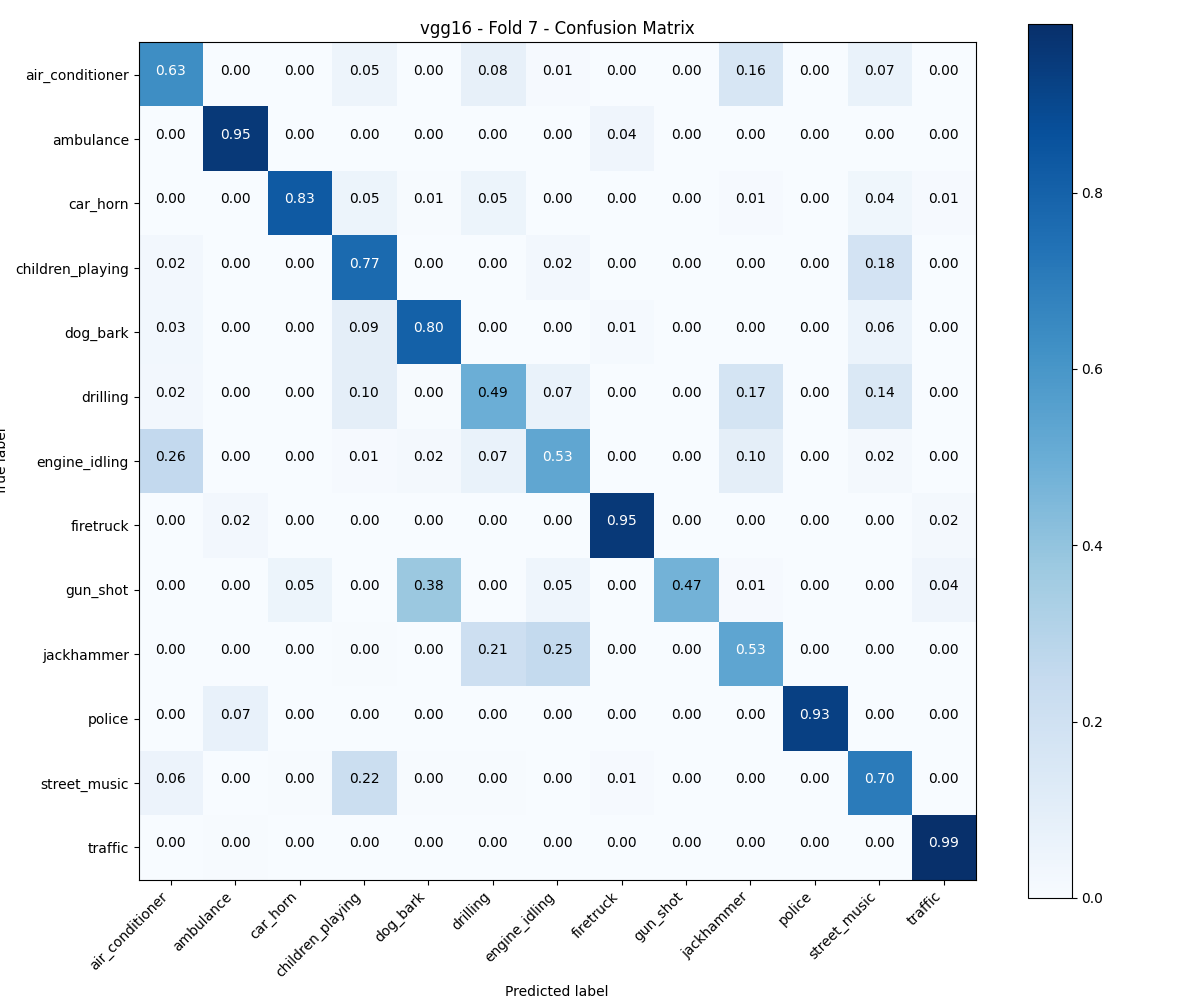 vgg16 - Fold 7 - Confusion Matrix
air_conditioner 0.63 0.00 0.00 0.05 0.00 0.08 0.01 0.00 0.00 0.16 0.00 0.07 0.00
ambulance 0.00 0.95 0.00 0.00 0.00 0.00 0.00 0.04 0.00 0.00 0.00 0.00 0.00
car_horn 0.00 0.00 0.83 0.05 0.01 0.05 0.00 0.00 0.00 0.01 0.00 0.04 0.01
children_playing 0.02 0.00 0.00 0.77 0.00 0.00 0.02 0.00 0.00 0.00 0.00 0.18 0.00
dog_bark 0.03 0.00 0.00 0.09 0.80 0.00 0.00 0.01 0.00 0.00 0.00 0.06 0.00
drilling 0.02 0.00 0.00 0.10 0.00 0.49 0.07 0.00 0.00 0.17 0.00 0.14 0.00
engine_idling 0.26 0.00 0.00 0.01 0.02 0.07 0.53 0.00 0.00 0.10 0.00 0.02 0.00
firetruck 0.00 0.02 0.00 0.00 0.00 0.00 0.00 0.95 0.00 0.00 0.00 0.00 0.02
gun_shot 0.00 0.00 0.05 0.00 0.38 0.00 0.05 0.00 0.47 0.01 0.00 0.00 0.04
jackhammer 0.00 0.00 0.00 0.00 0.00 0.21 0.25 0.00 0.00 0.53 0.00 0.00 0.00
police 0.00 0.07 0.00 0.00 0.00 0.00 0.00 0.00 0.00 0.00 0.93 0.00 0.00
street_music 0.06 0.00 0.00 0.22 0.00 0.00 0.00 0.01 0.00 0.00 0.00 0.70 0.00
traffic 0.00 0.00 0.00 0.00 0.00 0.00 0.00 0.00 0.00 0.00 0.00 0.00 0.99
air_conditioner ambulance car_horn children_playing dog_bark drilling engine_idling firetruck gun_shot jackhammer police street_music traffic
Predicted label
label
0.8
0.6
0.4
0.2
0.0